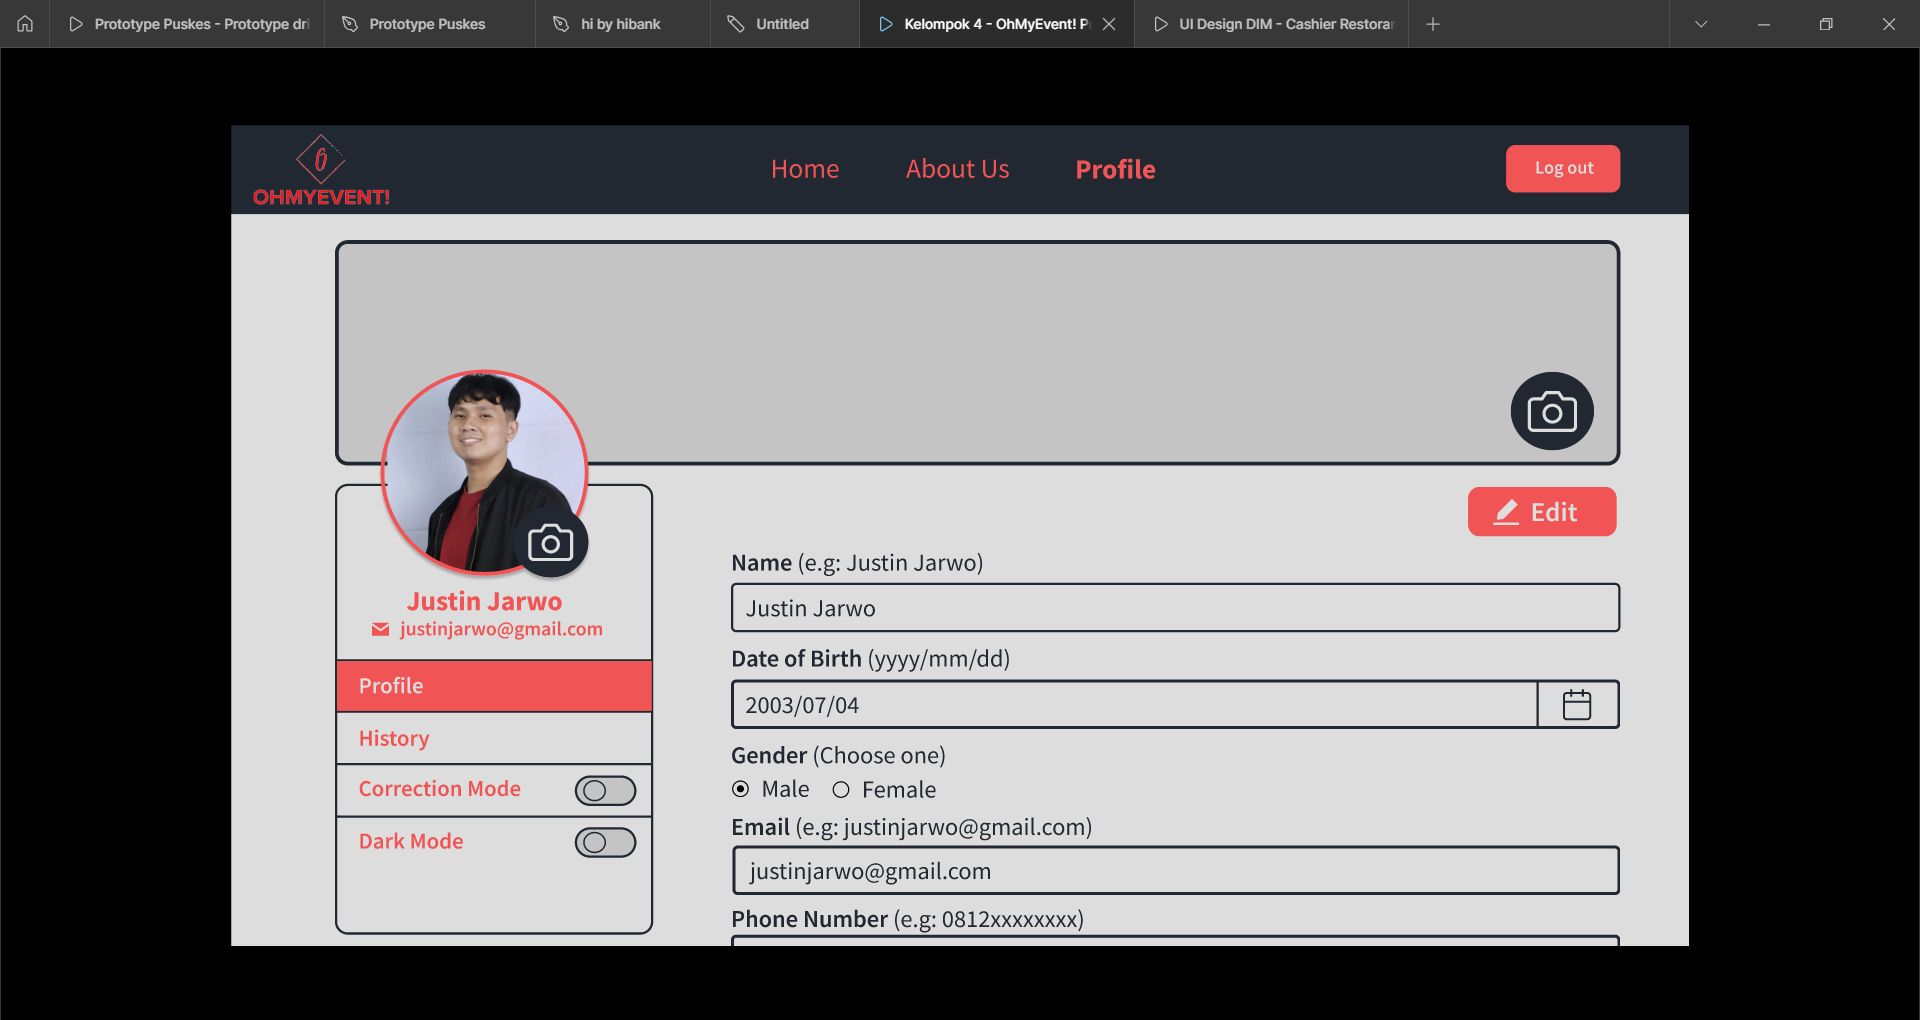 Prototype Puskes - Prototype dri
Prototype Puskes
hi by hibank
Untitled
Kelompok 4 - OhMyEvent! P
UI Design DIM - Cashier Restorar
OHMYEVENT!
Home
About Us
Profile
Log out
Edit
Justin Jarwo
justinjarwo@gmail.com
Profile
History
Correction Mode
Dark Mode
Name (e.g: Justin Jarwo)
Justin Jarwo
Date of Birth (yyyy/mm/dd)
2003/07/04
Gender (Choose one)
Male
Female
Email (e.g: justinjarwo@gmail.com)
justinjarwo@gmail.com
Phone Number (e.g: 0812xxxxxxxx)